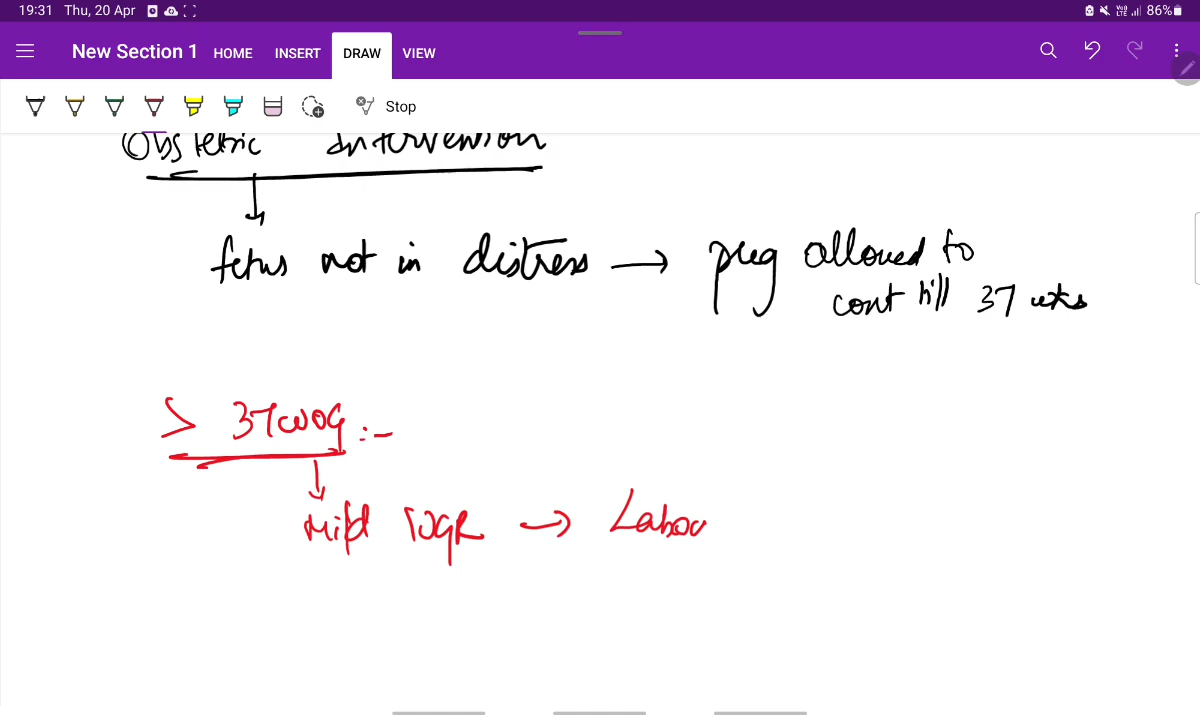 19:31 Thu, 20 Apr 86%
New Section 1 HOME INSERT DRAW VIEW
Stop
Obstetric Intervention
fetus not in distress → preg allowed to
cont till 37 wks
> 37 WOG :-
Mild IUGR → Labou